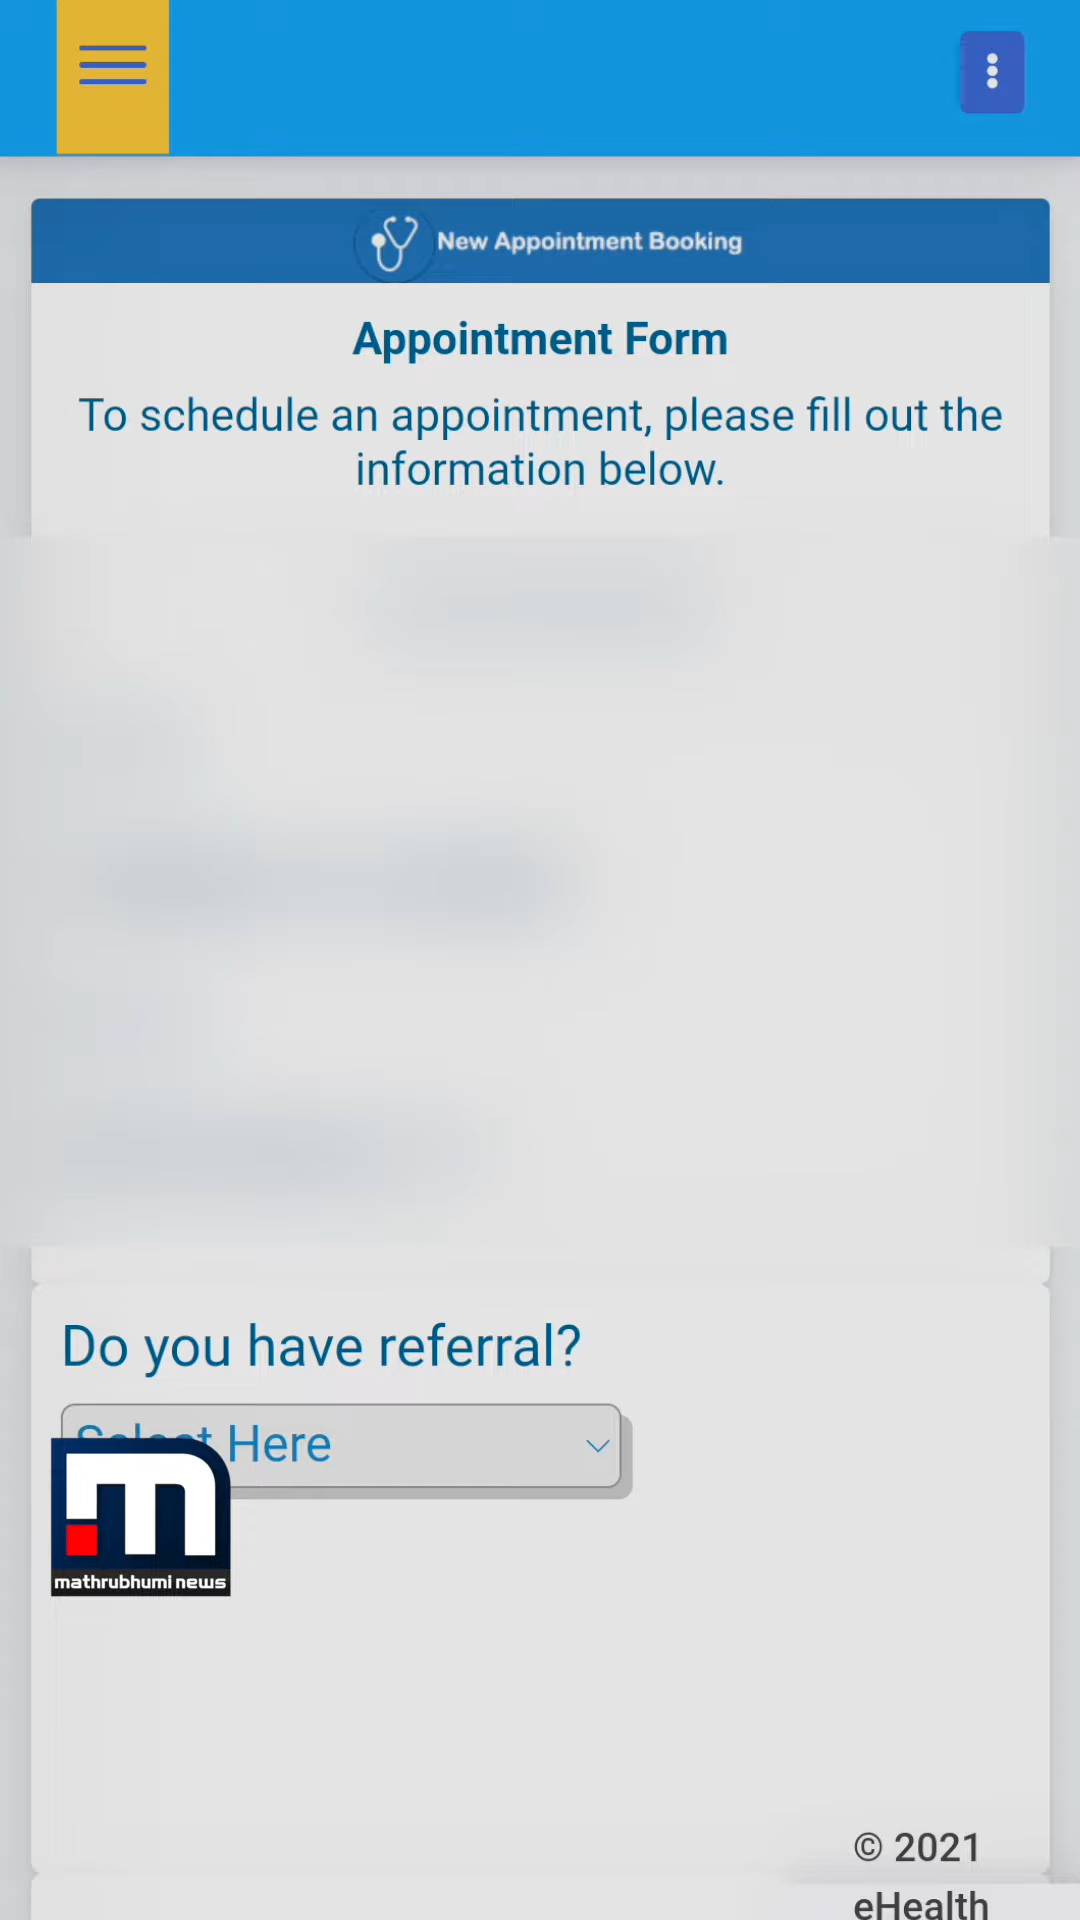 New Appointment Booking
Appointment Form
To schedule an appointment, please fill out the
information below.
Do you have referral?
Select Here
mathrubhumi news
© 2021
eHealth